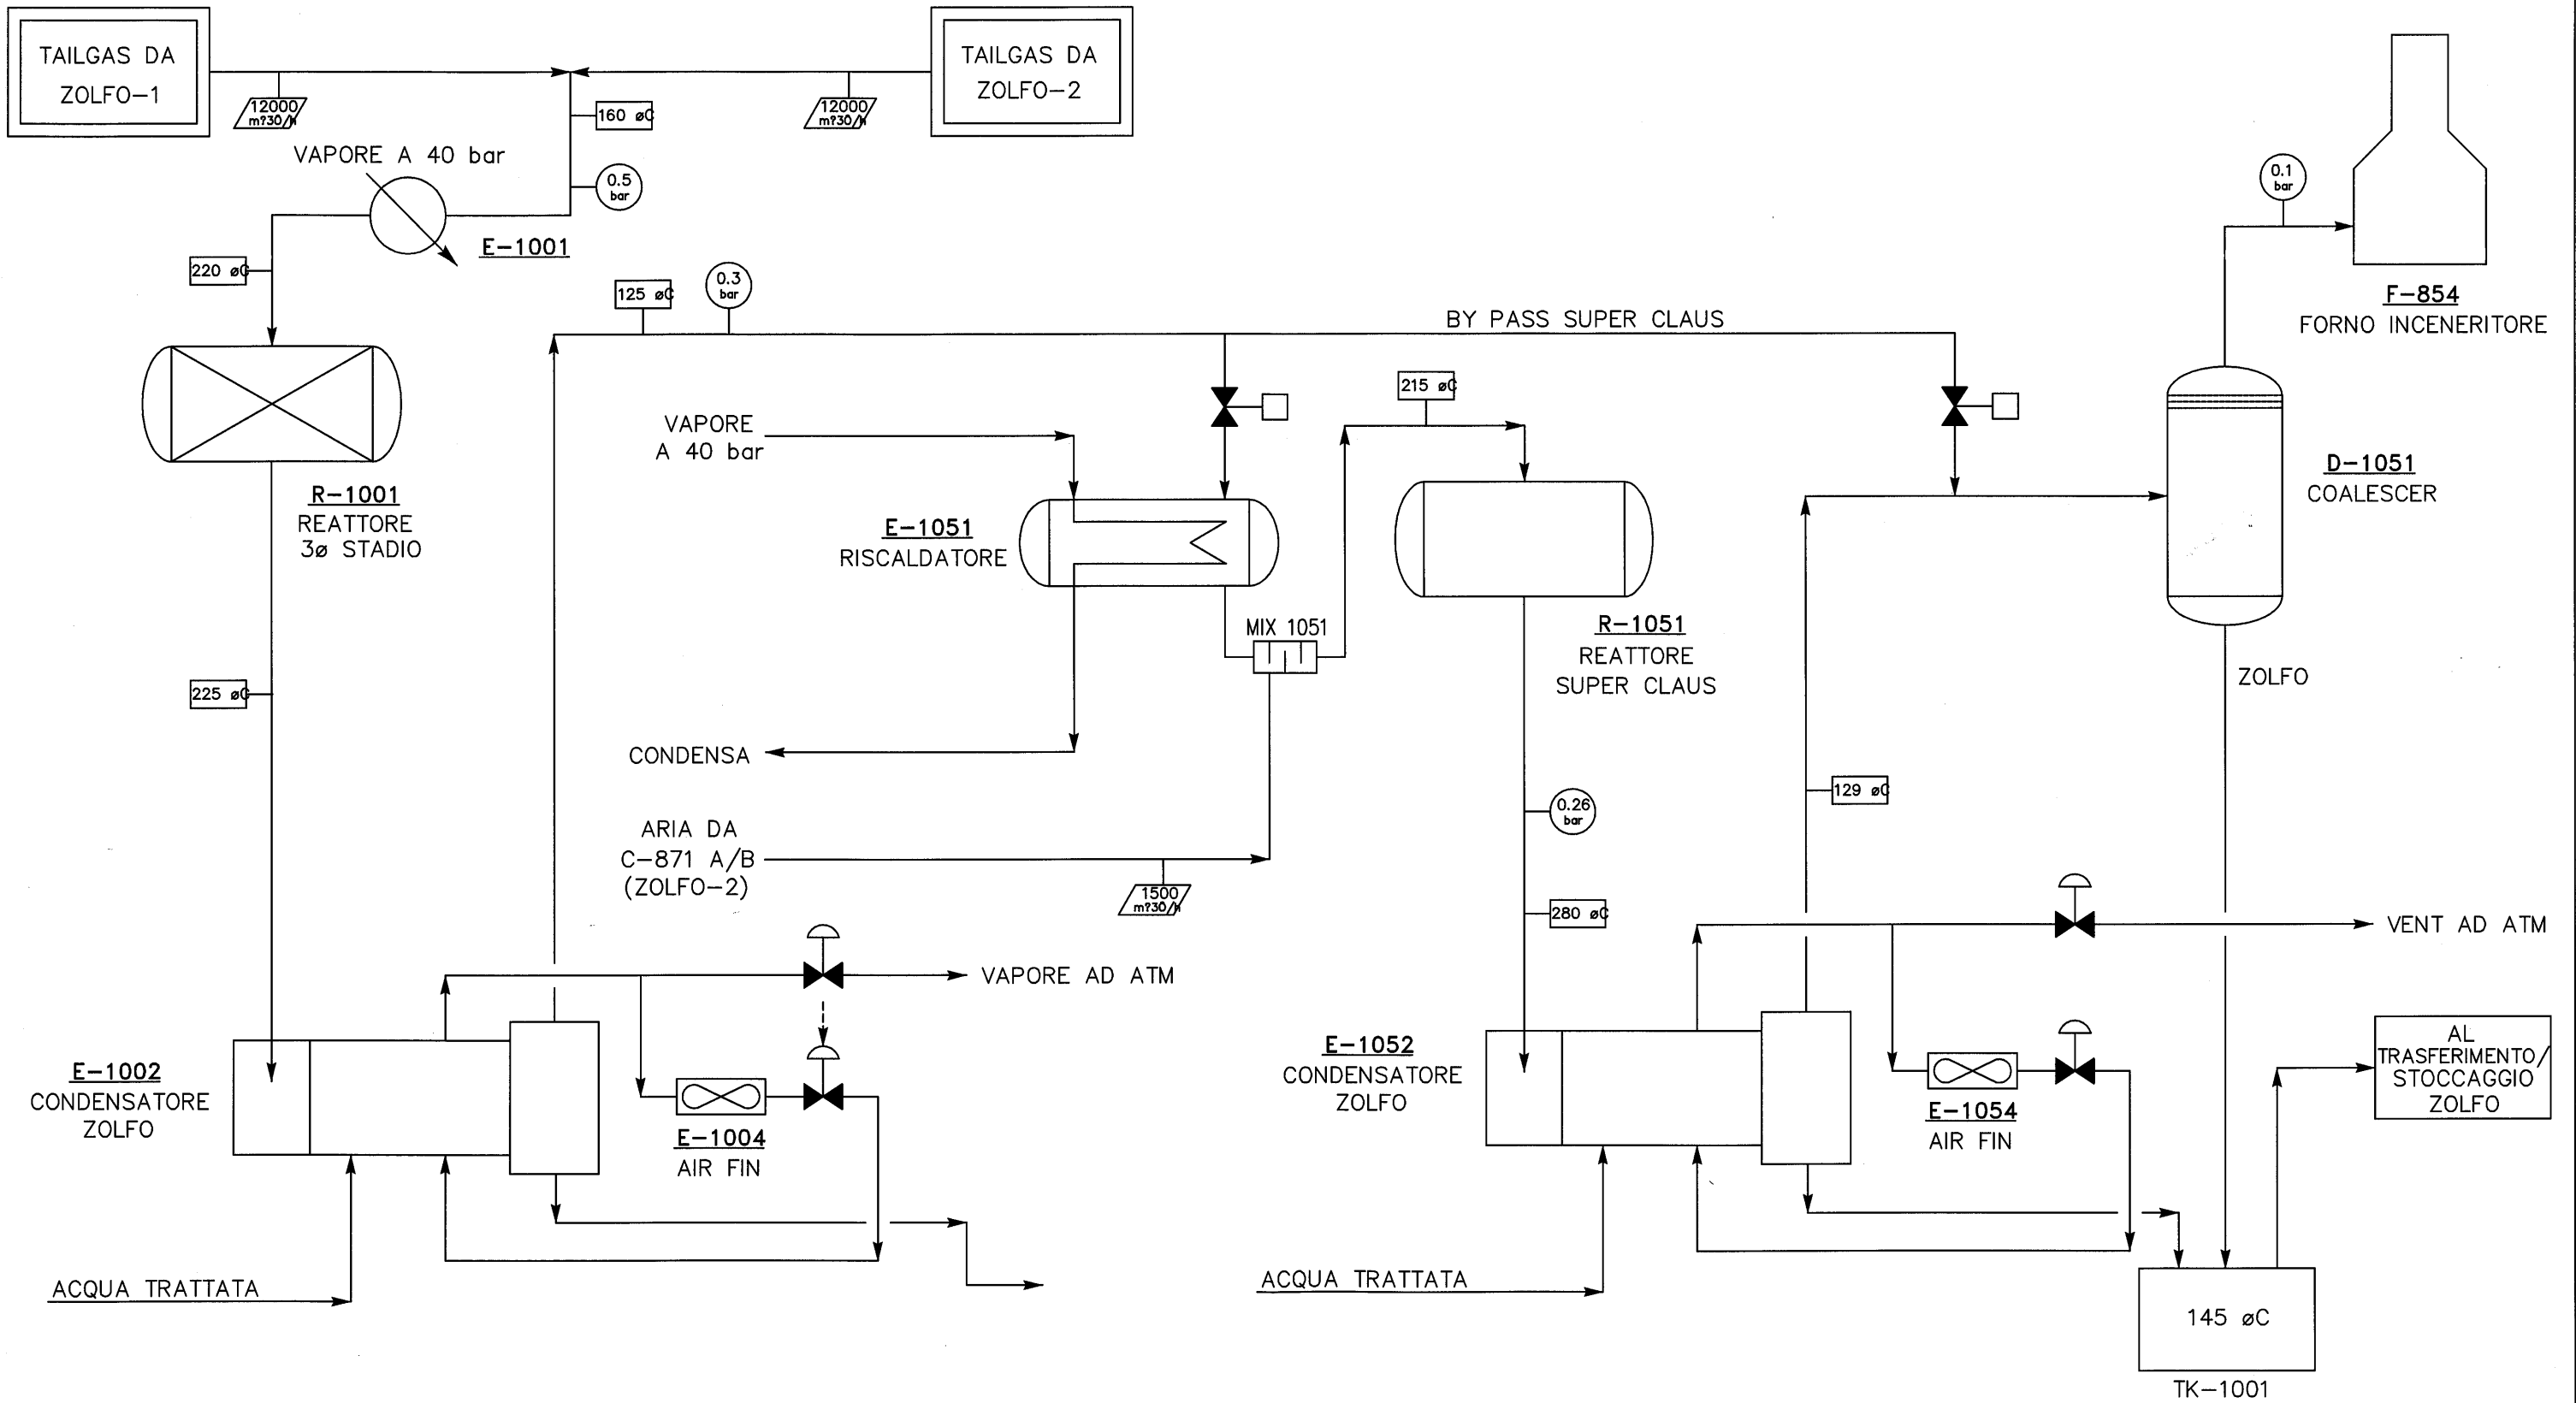 TAILGAS DA
ZOLFO-1
12000
m?30/h
TAILGAS DA
ZOLFO-2
12000
m?30/h
160 øC
0.5
bar
VAPORE A 40 bar
E-1001
220 øC
R-1001
REATTORE
3ø STADIO
225 øC
125 øC
0.3
bar
BY PASS SUPER CLAUS
VAPORE
A 40 bar
E-1051
RISCALDATORE
MIX 1051
215 øC
R-1051
REATTORE
SUPER CLAUS
CONDENSA
ARIA DA
C-871 A/B
(ZOLFO-2)
1500
m?30/h
0.26
bar
280 øC
129 øC
0.1
bar
F-854
FORNO INCENERITORE
D-1051
COALESCER
ZOLFO
VAPORE AD ATM
E-1002
CONDENSATORE
ZOLFO
E-1004
AIR FIN
ACQUA TRATTATA
VENT AD ATM
E-1052
CONDENSATORE
ZOLFO
E-1054
AIR FIN
ACQUA TRATTATA
AL
TRASFERIMENTO/
STOCCAGGIO
ZOLFO
145 øC
TK-1001